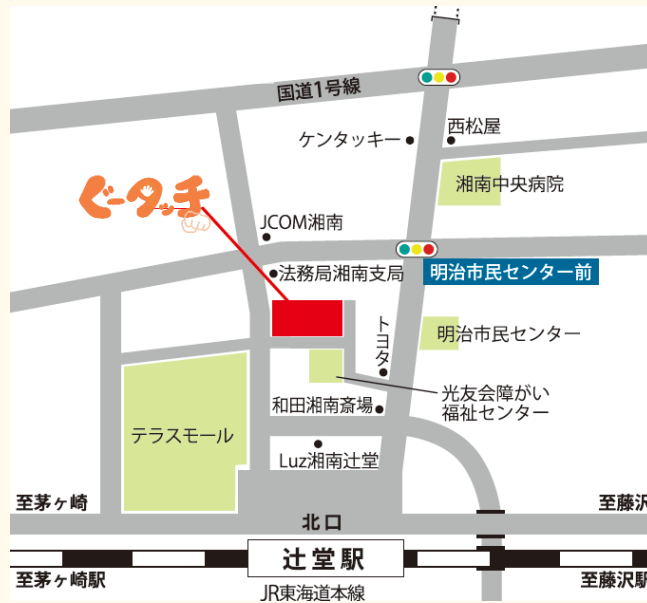 国道1号線
ケンタッキー
西松屋
湘南中央病院
ぐータッチ
JCOM湘南
法務局湘南支局
明治市民センター前
トヨタ
明治市民センター
光友会障がい
福祉センター
和田湘南斎場
テラスモール
Luz湘南辻堂
至茅ヶ崎
北口
至藤沢
辻堂駅
至茅ヶ崎駅
至藤沢駅
JR東海道本線